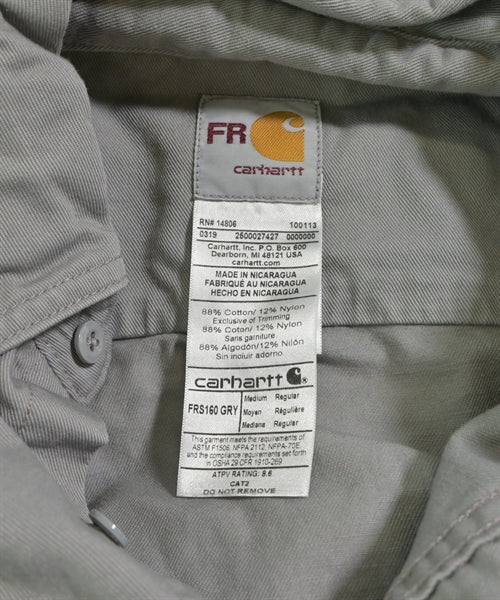 FR
carhartt
RN# 14806 100113
0319 2500027427 0000000
Carhartt, Inc. P.O. Box 600
Dearborn, MI 48121 USA
carhartt.com
MADE IN NICARAGUA
FABRIQUÉ AU NICARAGUA
HECHO EN NICARAGUA
88% Cotton/ 12% Nylon
Exclusive of Trimming
88% Coton/ 12% Nylon
Sans garniture
88% Algodón/12% Nilón
Sin incluir adorno
carhartt ®
FRS160 GRY
Medium Regular
Moyen Régulière
Mediana Regular
This garment meets the requirements of
ASTM F1506, NFPA 2112, NFPA-70E,
and the compliance requirements set forth
in OSHA 29 CFR 1910-269
ATPV RATING: 8.6
CAT2
DO NOT REMOVE